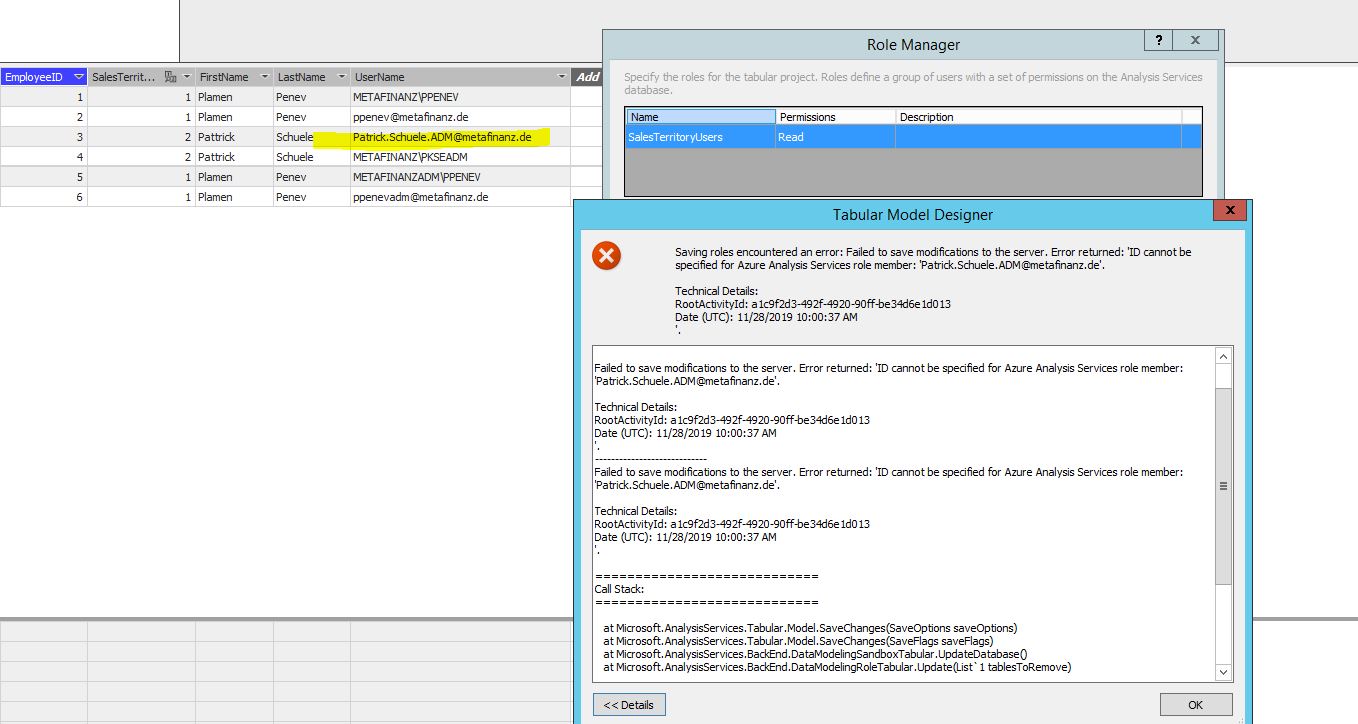 EmployeeID SalesTerrit... FirstName LastName UserName Add
1 1 Plamen Penev METAFINANZ\PPENEV
2 1 Plamen Penev ppenev@metafinanz.de
3 2 Pattrick Schuele Patrick.Schuele.ADM@metafinanz.de
4 2 Pattrick Schuele METAFINANZ\PKSEADM
5 1 Plamen Penev METAFINANZADM\PPENEV
6 1 Plamen Penev ppenevadm@metafinanz.de
Role Manager
? X
Specify the roles for the tabular project. Roles define a group of users with a set of permissions on the Analysis Services
database.
Name Permissions Description
SalesTerritoryUsers Read
Tabular Model Designer
X
Saving roles encountered an error: Failed to save modifications to the server. Error returned: 'ID cannot be
specified for Azure Analysis Services role member: 'Patrick.Schuele.ADM@metafinanz.de'.
Technical Details:
RootActivityId: a1c9f2d3-492f-4920-90ff-be34d6e1d013
Date (UTC): 11/28/2019 10:00:37 AM
'.
Failed to save modifications to the server. Error returned: 'ID cannot be specified for Azure Analysis Services role member:
'Patrick.Schuele.ADM@metafinanz.de'.
Technical Details:
RootActivityId: a1c9f2d3-492f-4920-90ff-be34d6e1d013
Date (UTC): 11/28/2019 10:00:37 AM
'.
----------------------------
Failed to save modifications to the server. Error returned: 'ID cannot be specified for Azure Analysis Services role member:
'Patrick.Schuele.ADM@metafinanz.de'.
Technical Details:
RootActivityId: a1c9f2d3-492f-4920-90ff-be34d6e1d013
Date (UTC): 11/28/2019 10:00:37 AM
'.
============================
Call Stack:
============================
at Microsoft.AnalysisServices.Tabular.Model.SaveChanges(SaveOptions saveOptions)
at Microsoft.AnalysisServices.Tabular.Model.SaveChanges(SaveFlags saveFlags)
at Microsoft.AnalysisServices.BackEnd.DataModelingSandboxTabular.UpdateDatabase()
at Microsoft.AnalysisServices.BackEnd.DataModelingRoleTabular.Update(List`1 tablesToRemove)
<< Details OK